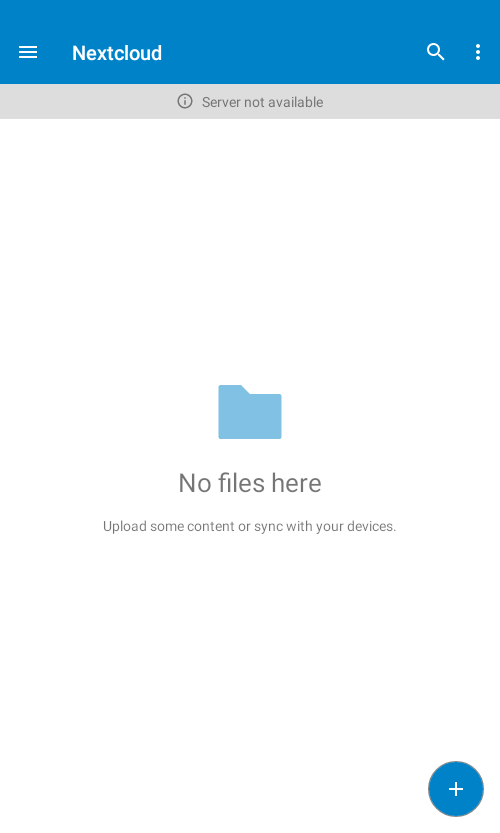 Nextcloud
Server not available
No files here
Upload some content or sync with your devices.